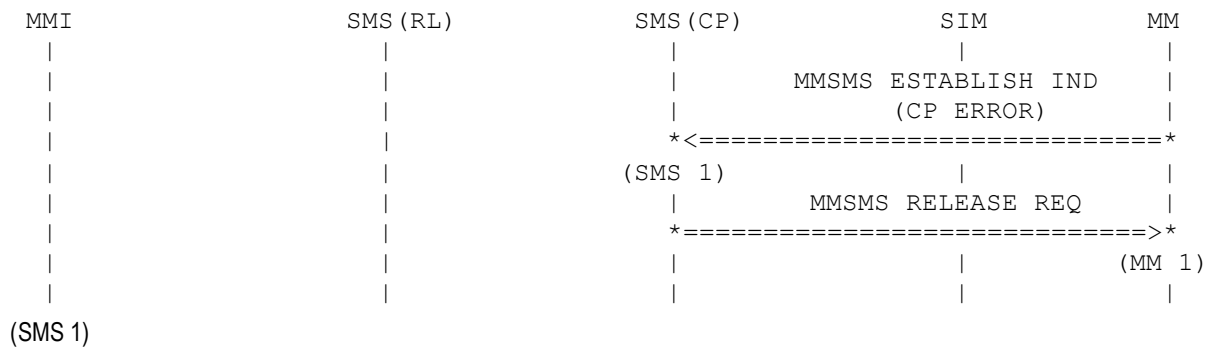 MMI SMS(RL) SMS(CP) SIM MM
| | | | |
| | | MMSMS ESTABLISH IND |
| | | (CP ERROR) |
| | *<=============================*
| | (SMS 1) | |
| | | MMSMS RELEASE REQ |
| | *=============================>*
| | | | (MM 1)
| | | | |
(SMS 1)